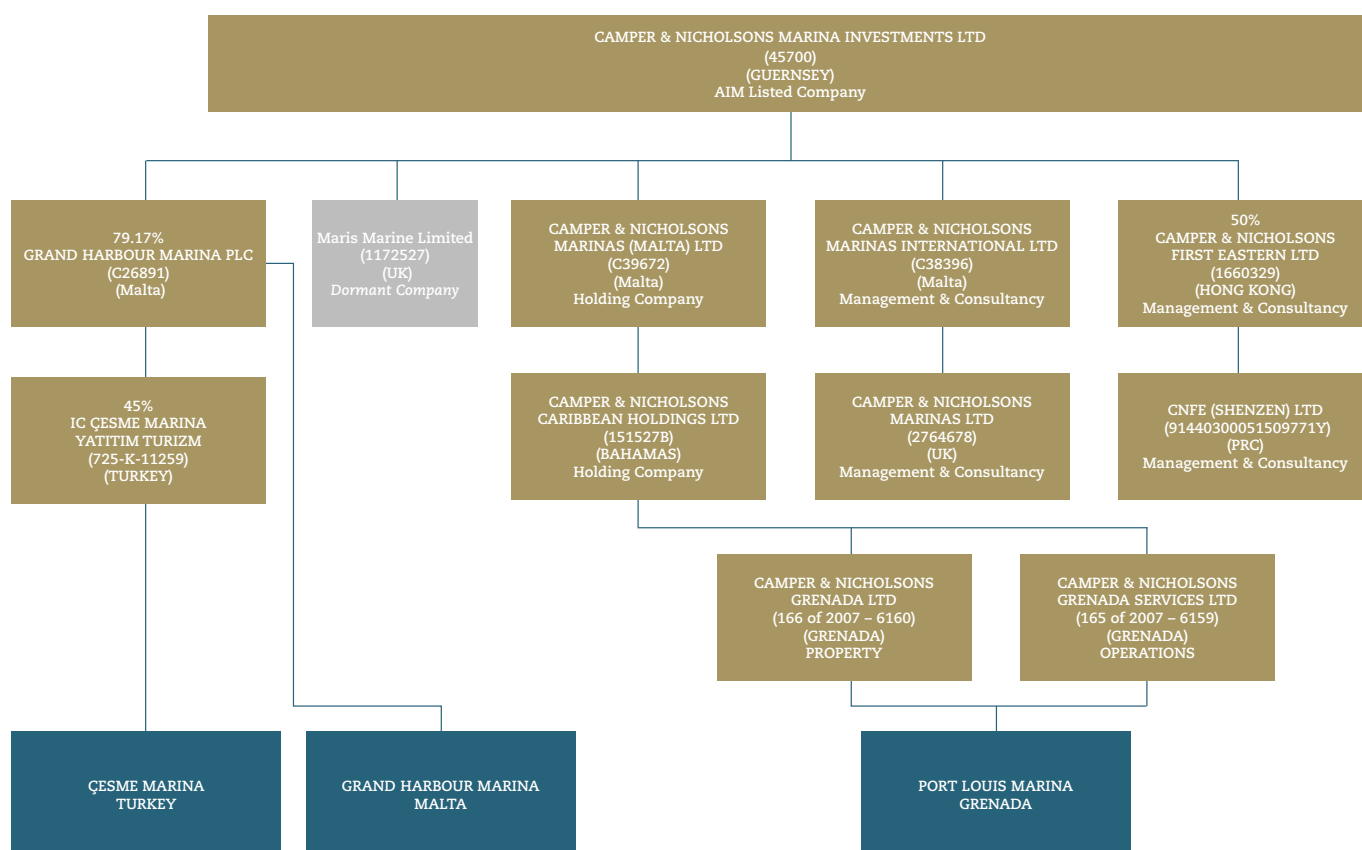 CAMPER & NICHOLSONS MARINA INVESTMENTS LTD
(45700)
(GUERNSEY)
AIM Listed Company
79.17%
GRAND HARBOUR MARINA PLC
(C26891)
(Malta)
Maris Marine Limited
(1172527)
(UK)
Dormant Company
CAMPER & NICHOLSONS
MARINAS (MALTA) LTD
(C39672)
(Malta)
Holding Company
CAMPER & NICHOLSONS
MARINAS INTERNATIONAL LTD
(C38396)
(Malta)
Management & Consultancy
50%
CAMPER & NICHOLSONS
FIRST EASTERN LTD
(1660329)
(HONG KONG)
Management & Consultancy
45%
IC ÇESME MARINA
YATITIM TURIZM
(725-K-11259)
(TURKEY)
CAMPER & NICHOLSONS
CARIBBEAN HOLDINGS LTD
(151527B)
(BAHAMAS)
Holding Company
CAMPER & NICHOLSONS
MARINAS LTD
(2764678)
(UK)
Management & Consultancy
CNFE (SHENZEN) LTD
(91440300051509771Y)
(PRC)
Management & Consultancy
CAMPER & NICHOLSONS
GRENADA LTD
(166 of 2007 – 6160)
(GRENADA)
PROPERTY
CAMPER & NICHOLSONS
GRENADA SERVICES LTD
(165 of 2007 – 6159)
(GRENADA)
OPERATIONS
ÇESME MARINA
TURKEY
GRAND HARBOUR MARINA
MALTA
PORT LOUIS MARINA
GRENADA